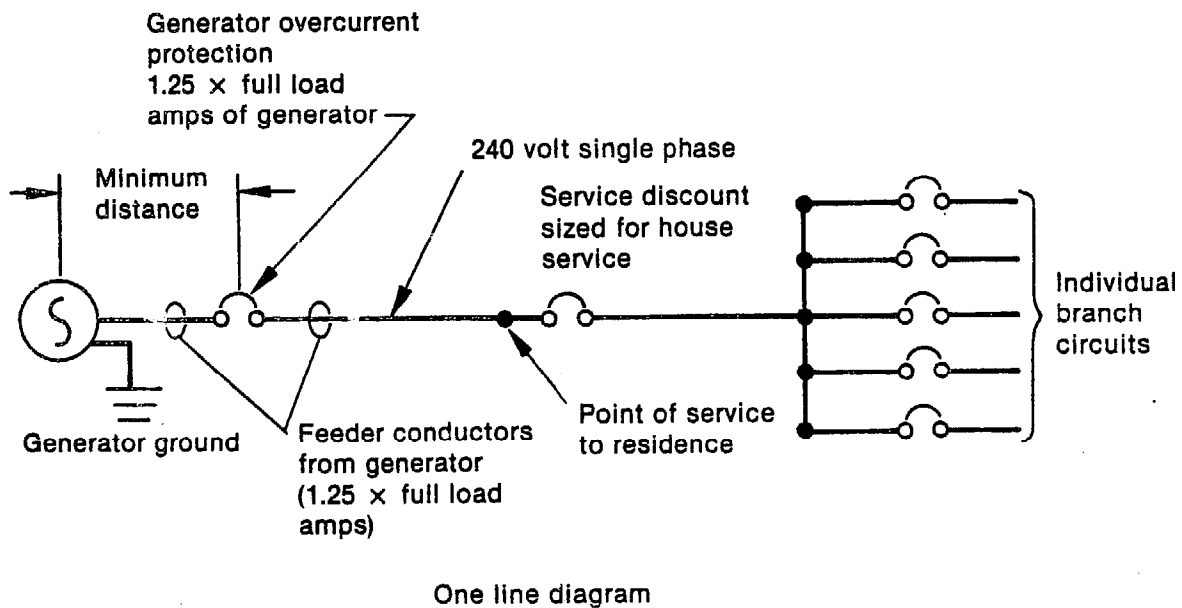 Generator overcurrent
protection
1.25 × full load
amps of generator
240 volt single phase
Minimum
distance
Service discount
sized for house
service
Individual
branch
circuits
Generator ground
Feeder conductors
from generator
(1.25 × full load
amps)
Point of service
to residence
One line diagram